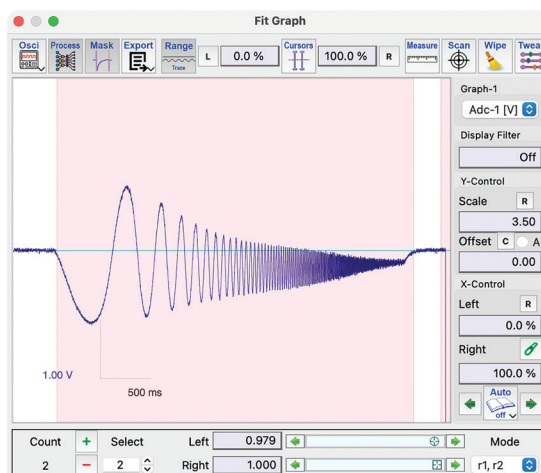 Fit Graph
Osci Process Mask Export Range Trace L 0.0 % Cursors 100.0 % R Measure Scan Wipe Twea
Graph-1
Adc-1 [V]
Display Filter
Off
Y-Control
Scale R
3.50
Offset C A
0.00
X-Control
Left R
0.0 %
Right
100.0 %
Auto
off
1.00 V
500 ms
Count + Select Left 0.979 Mode
2 − 2 Right 1.000 r1, r2